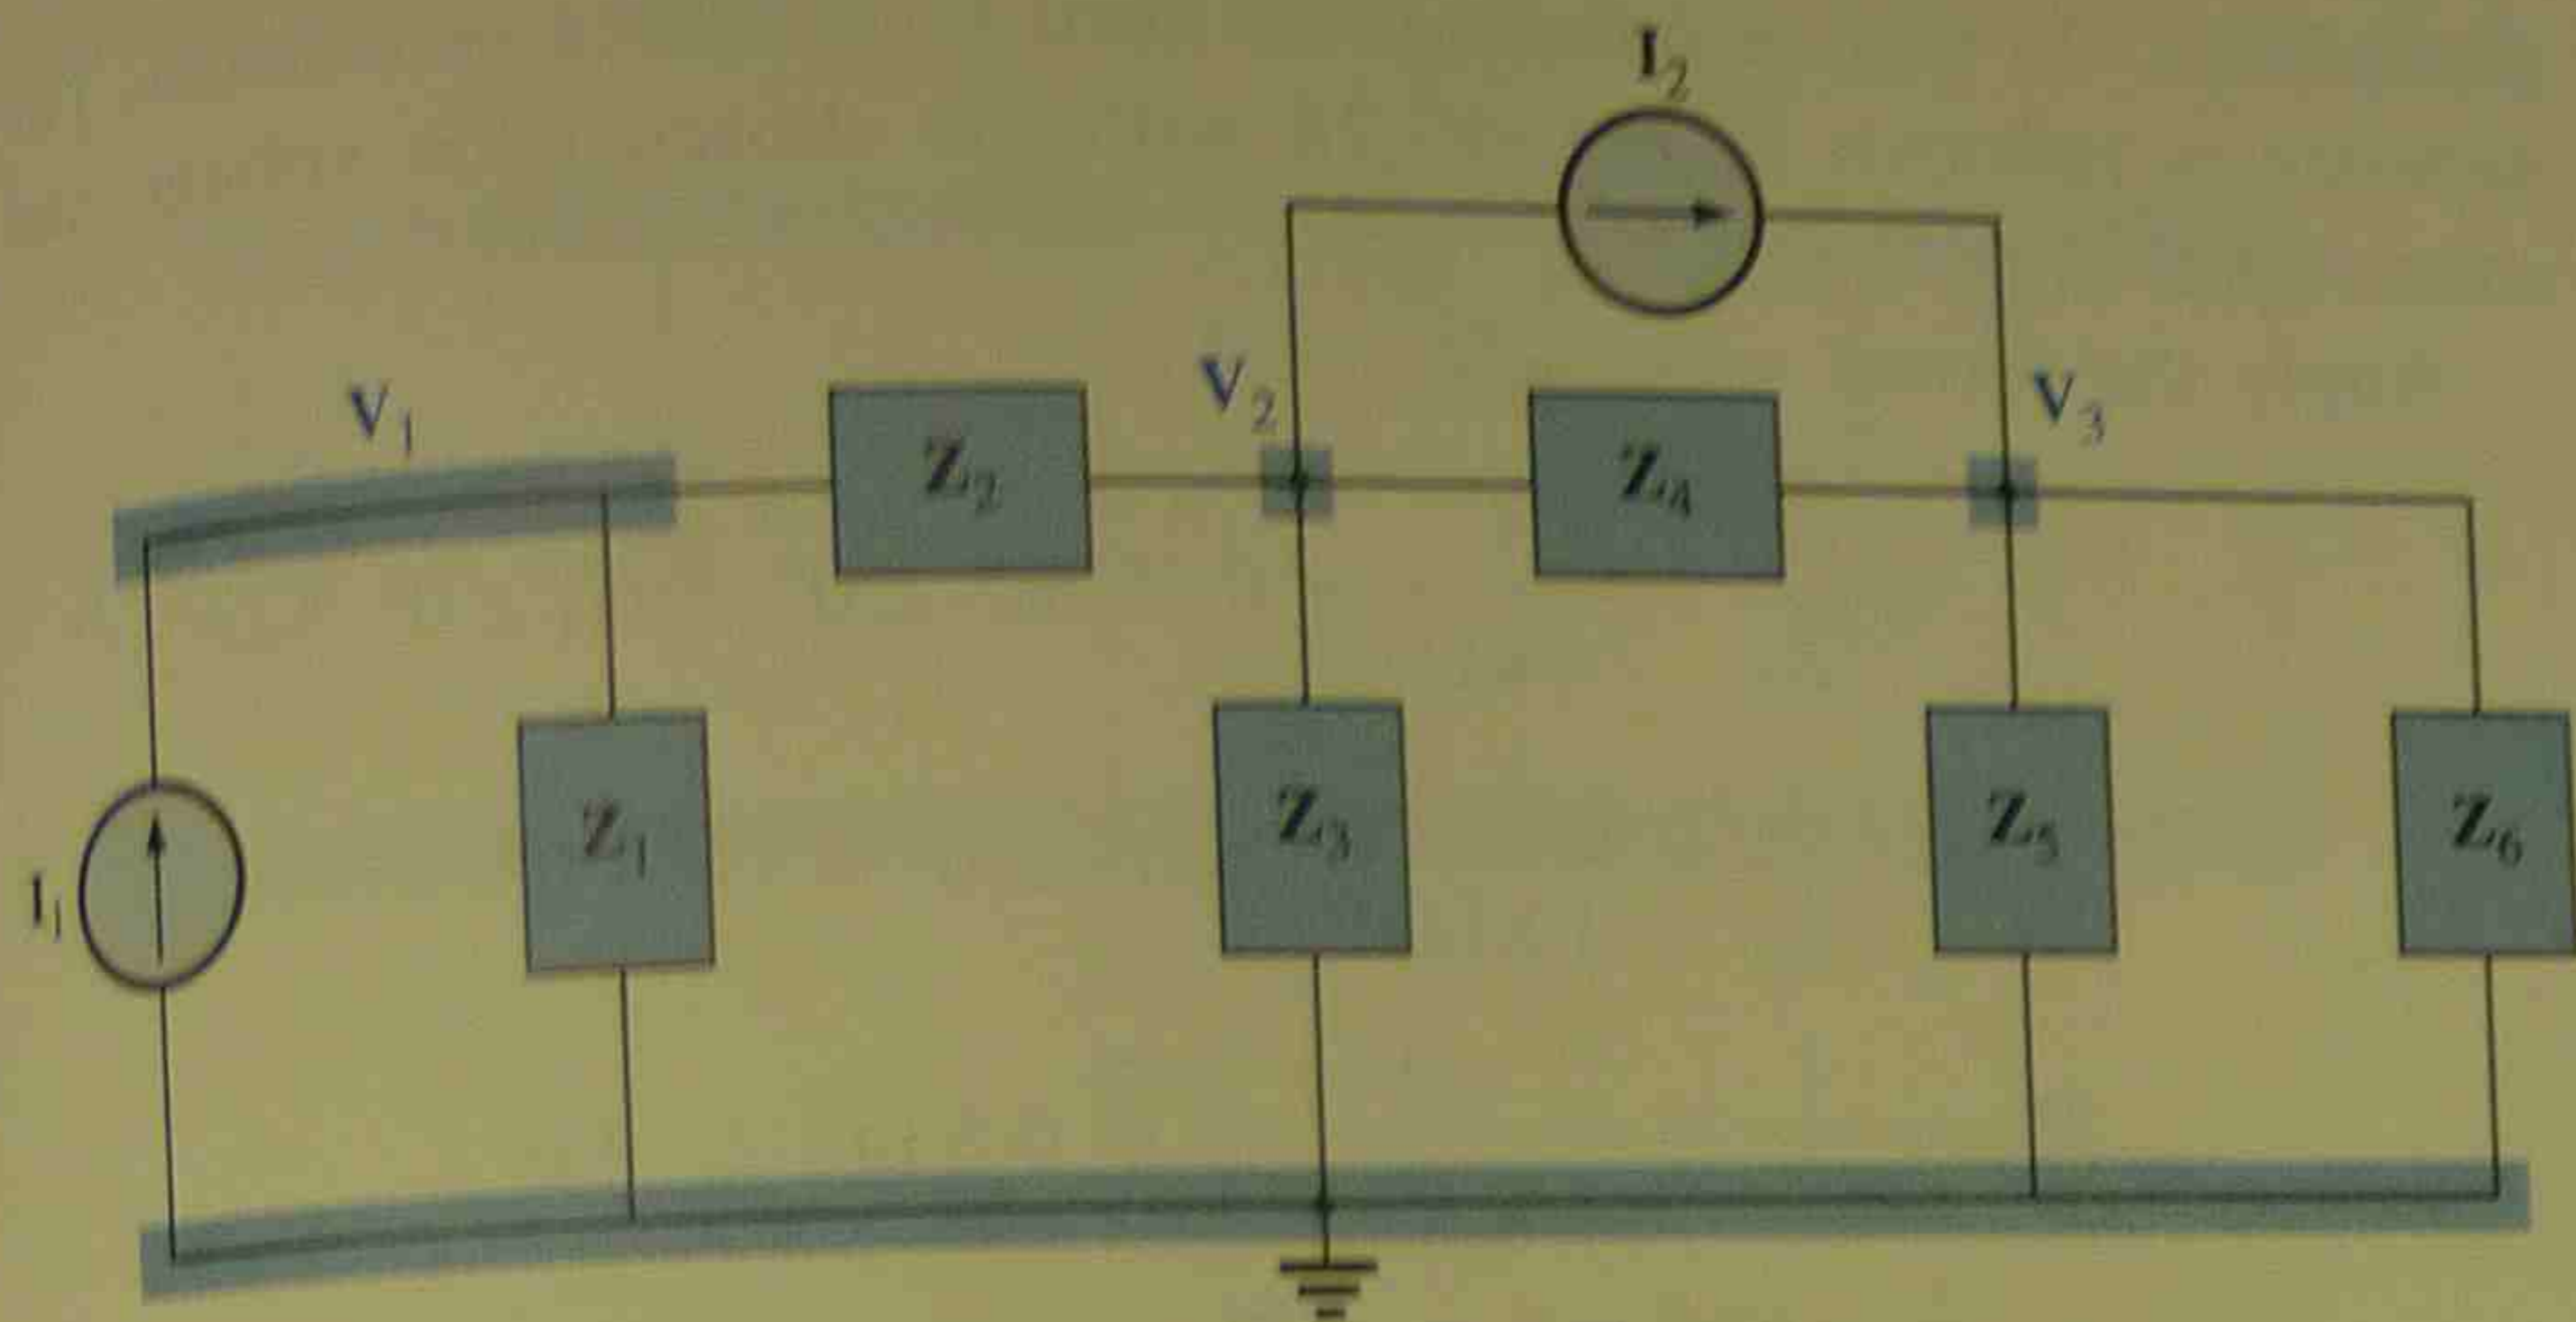 I₂
V₁
Z₂
V₂
Z₄
V₃
I₁
Z₁
Z₃
Z₅
Z₆